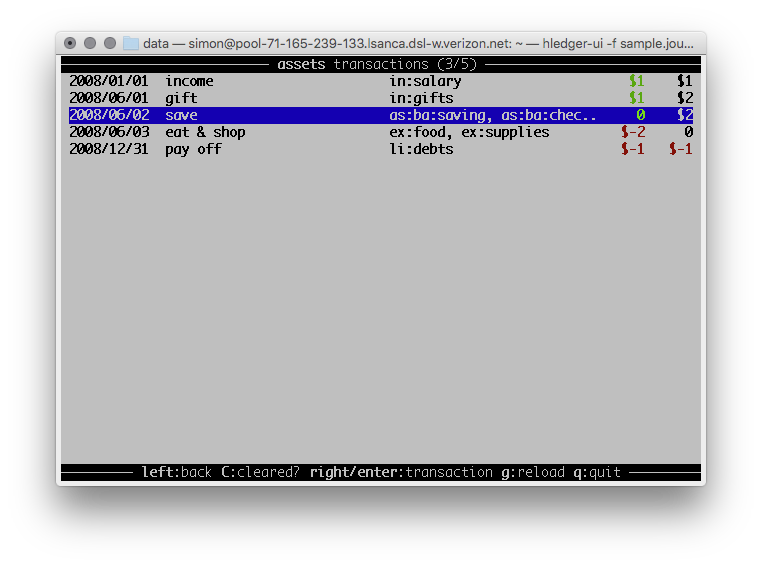 data — simon@pool-71-165-239-133.lsanca.dsl-w.verizon.net: ~ — hledger-ui -f sample.jou...
assets transactions (3/5)
2008/01/01 income in:salary $1 $1
2008/06/01 gift in:gifts $1 $2
2008/06/02 save as:ba:saving, as:ba:chec.. 0 $2
2008/06/03 eat & shop ex:food, ex:supplies $-2 0
2008/12/31 pay off li:debts $-1 $-1
left:back C:cleared? right/enter:transaction g:reload q:quit